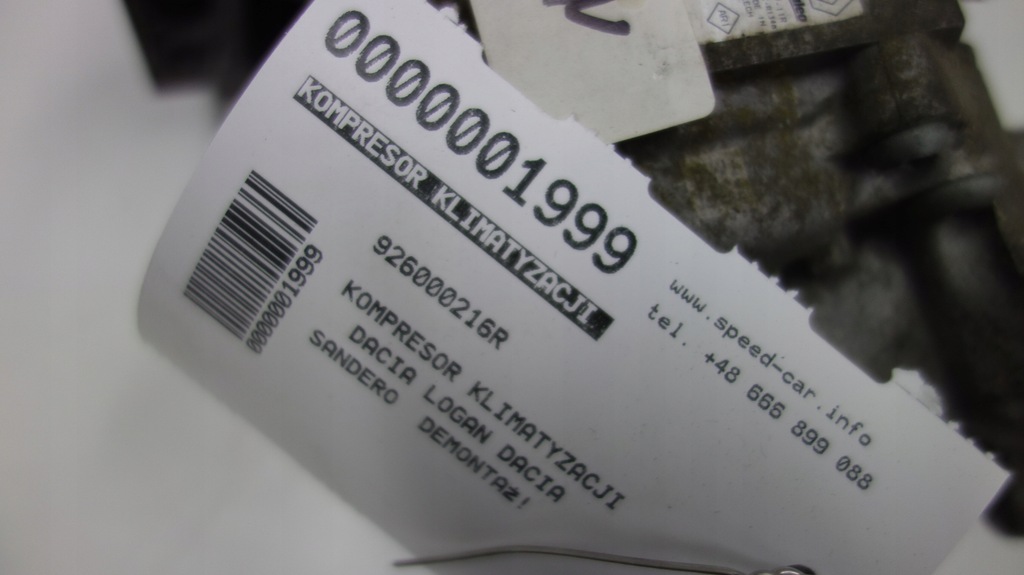 0000001999
KOMPRESOR KLIMATYZACJI
0000001999
926000216R
KOMPRESOR KLIMATYZACJI
DACIA LOGAN DACIA
SANDERO DEMONTAŻ!
www.speed-car.info
tel. +48 666 899 088